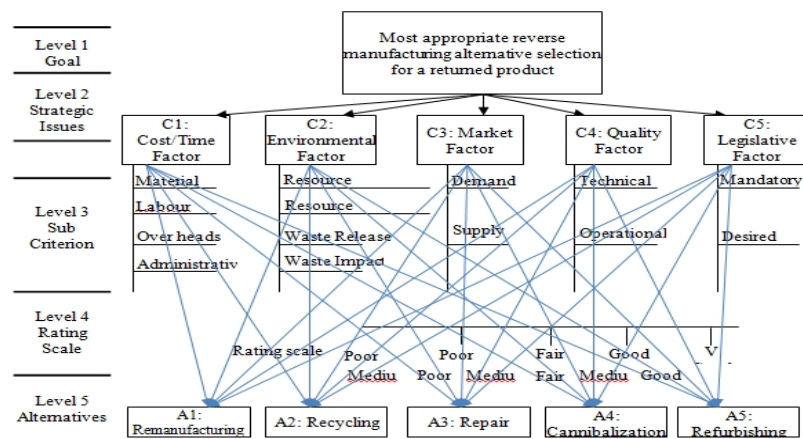 Level 1
Goal
Most appropriate reverse
manufacturing alternative selection
for a returned product
Level 2
Strategic
Issues
C1:
Cost/Time
Factor
C2:
Environmental
Factor
C3: Market
Factor
C4: Quality
Factor
C5:
Legislative
Factor
Level 3
Sub
Criterion
Material
Labour
Over heads
Administrativ
Resource
Resource
Waste Release
Waste Impact
Demand
Supply
Technical
Operational
Mandatory
Desired
Level 4
Rating
Scale
Rating scale
Poor
Poor
Fair
Good
V
Mediu
Poor
Mediu
Fair
Mediu
Good
Level 5
Alternatives
A1:
Remanufacturing
A2: Recycling
A3: Repair
A4:
Cannibalization
A5:
Refurbishing